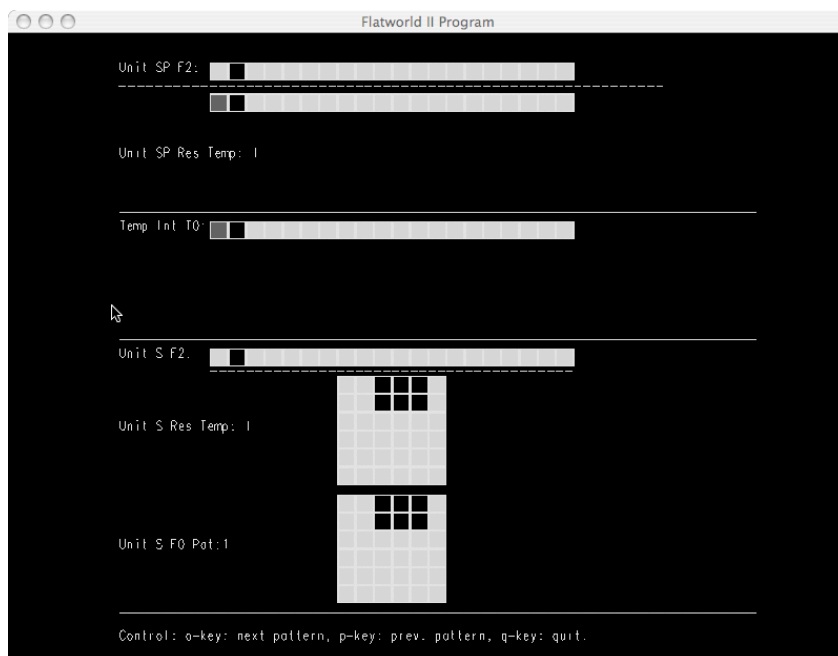 Flatworld II Program
Unit SP F2:
Unit SP Res Temp: 1
Temp Int T0:
Unit S F2:
Unit S Res Temp: 1
Unit S F0 Pat:1
Control: o-key: next pattern, p-key: prev. pattern, q-key: quit.